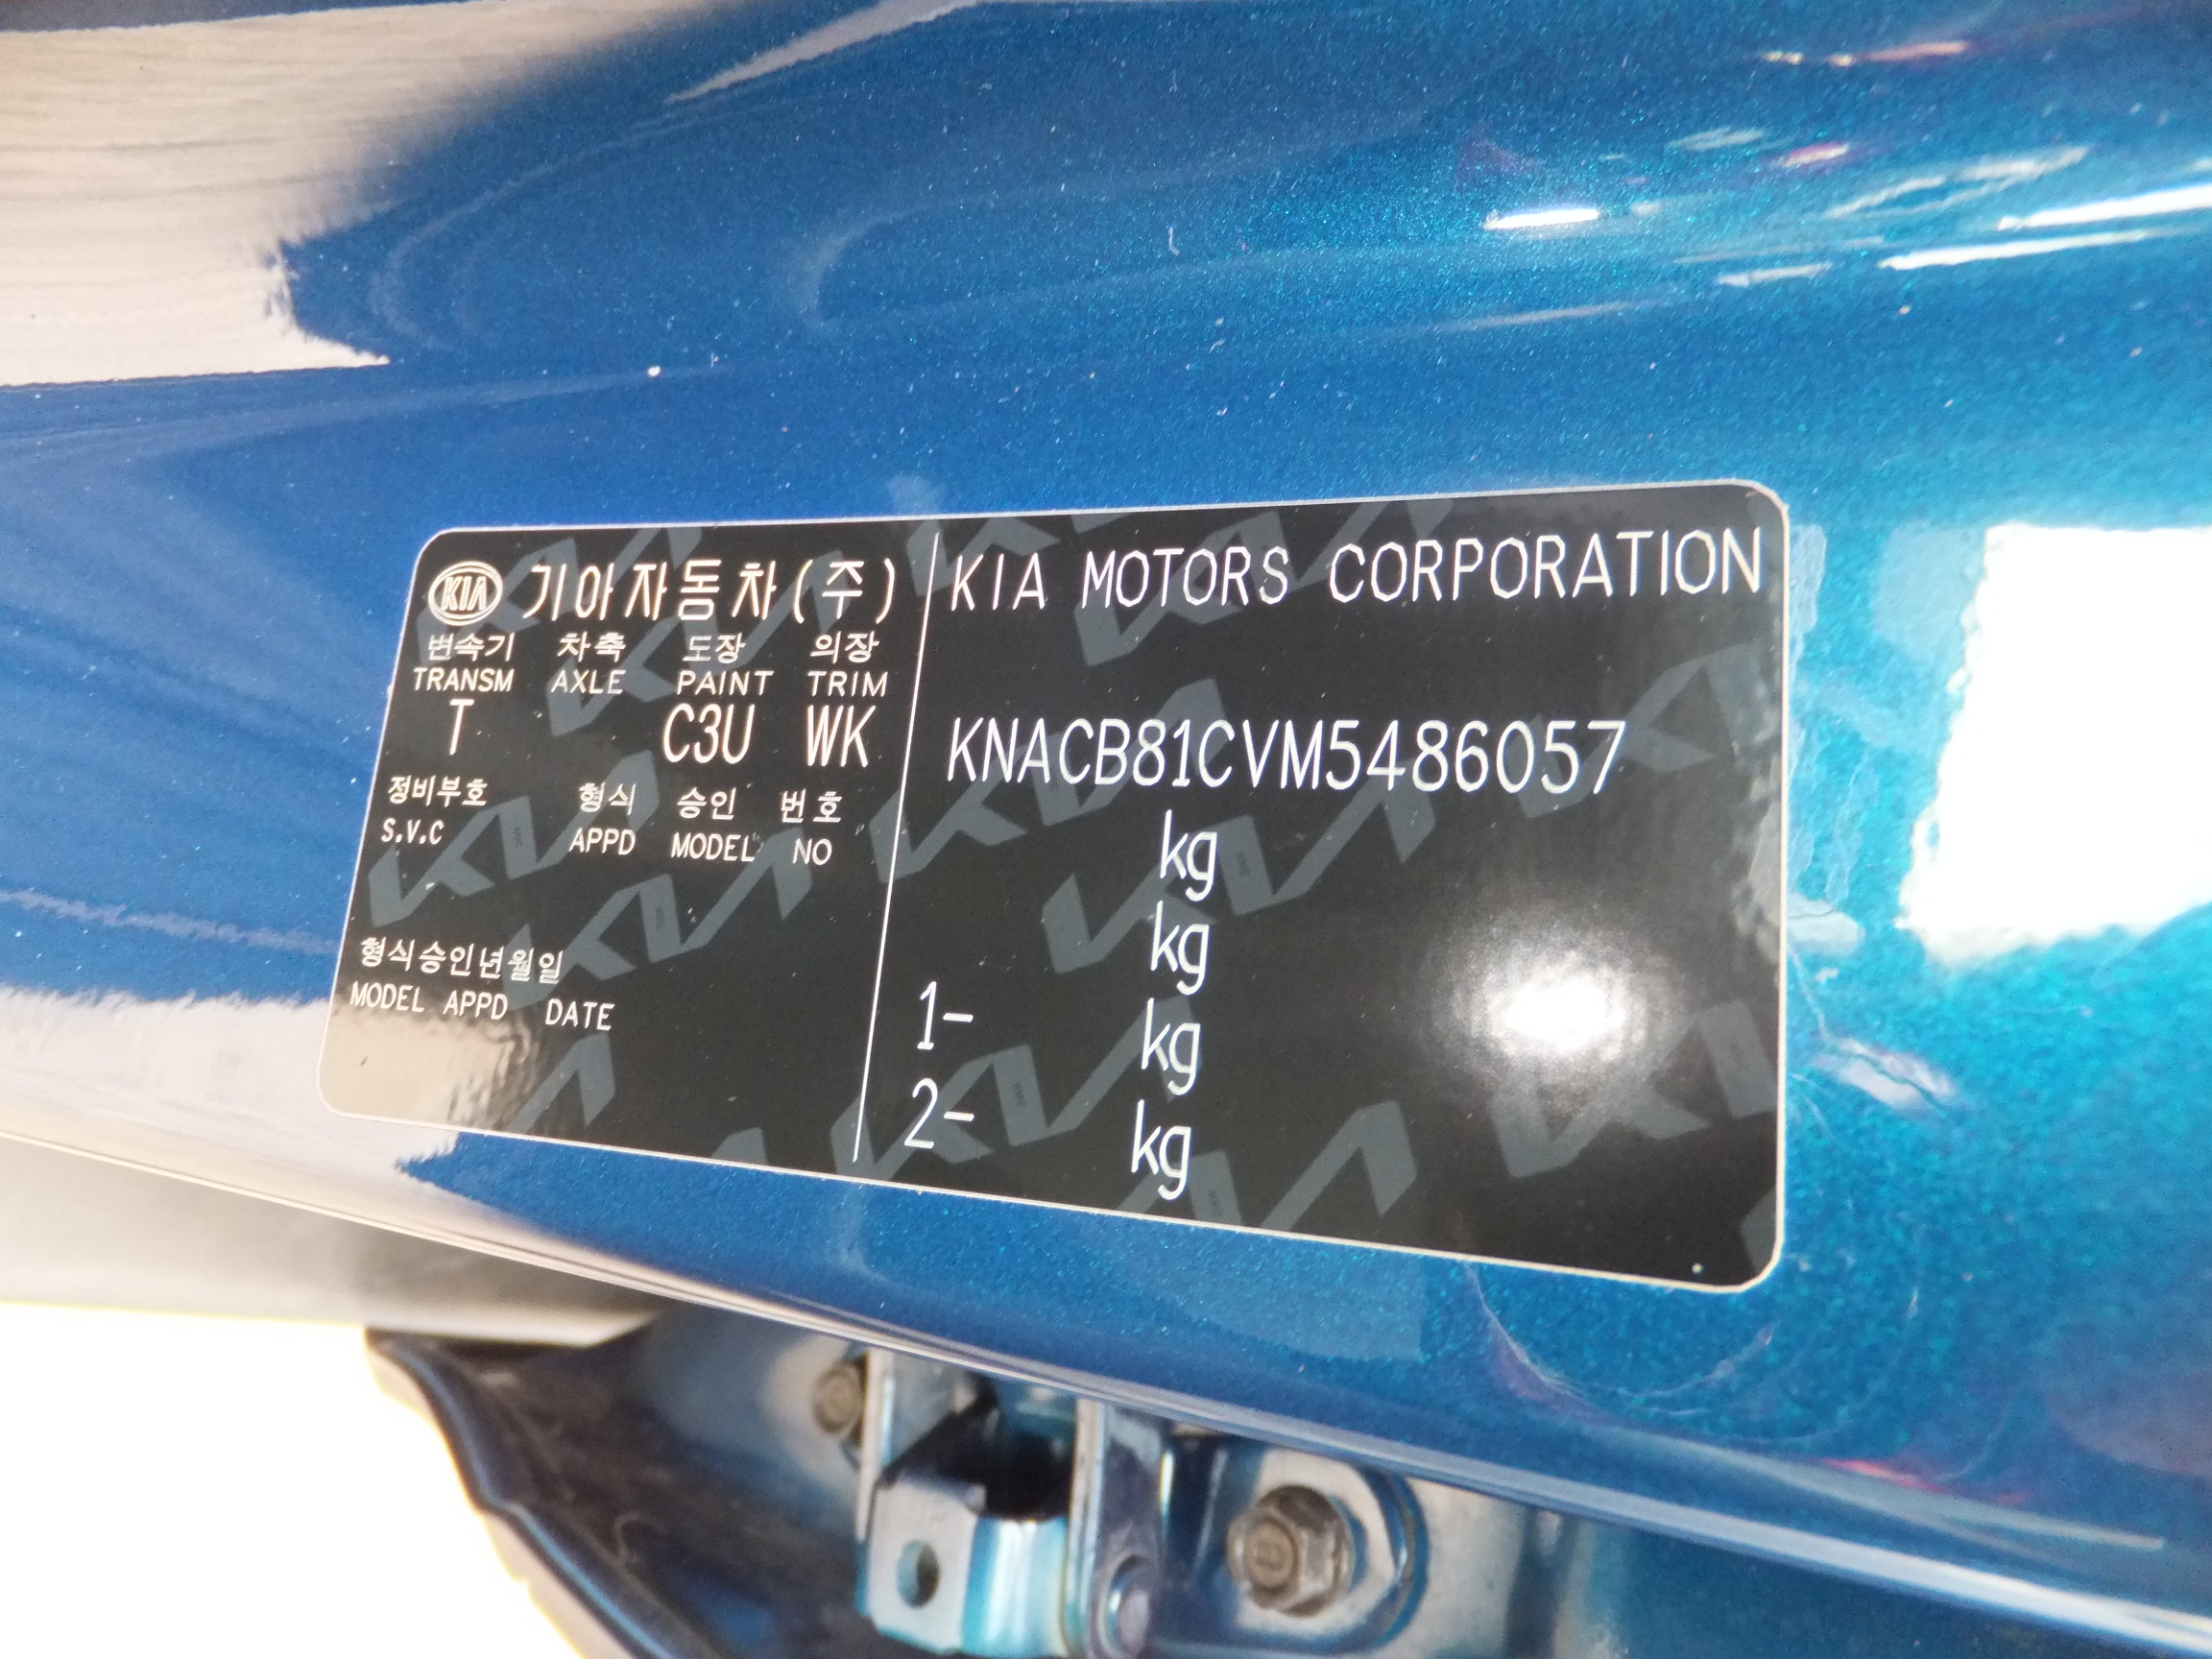 KIA 기아자동차(주)
변속기 차축 도장 의장
TRANSM AXLE PAINT TRIM
T C3U WK
정비부호 형식 승인 번호
S.V.C APPD MODEL NO
형식승인년월일
MODEL APPD DATE
KIA MOTORS CORPORATION
KNACB81CVM5486057
kg
kg
1- kg
2- kg